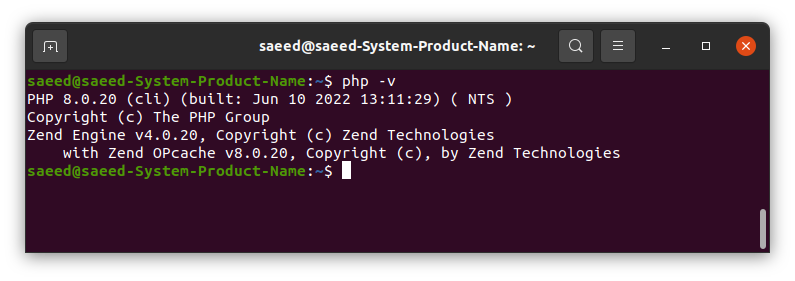 saeed@saeed-System-Product-Name: ~
saeed@saeed-System-Product-Name:~$ php -v
PHP 8.0.20 (cli) (built: Jun 10 2022 13:11:29) ( NTS )
Copyright (c) The PHP Group
Zend Engine v4.0.20, Copyright (c) Zend Technologies
    with Zend OPcache v8.0.20, Copyright (c), by Zend Technologies
saeed@saeed-System-Product-Name:~$